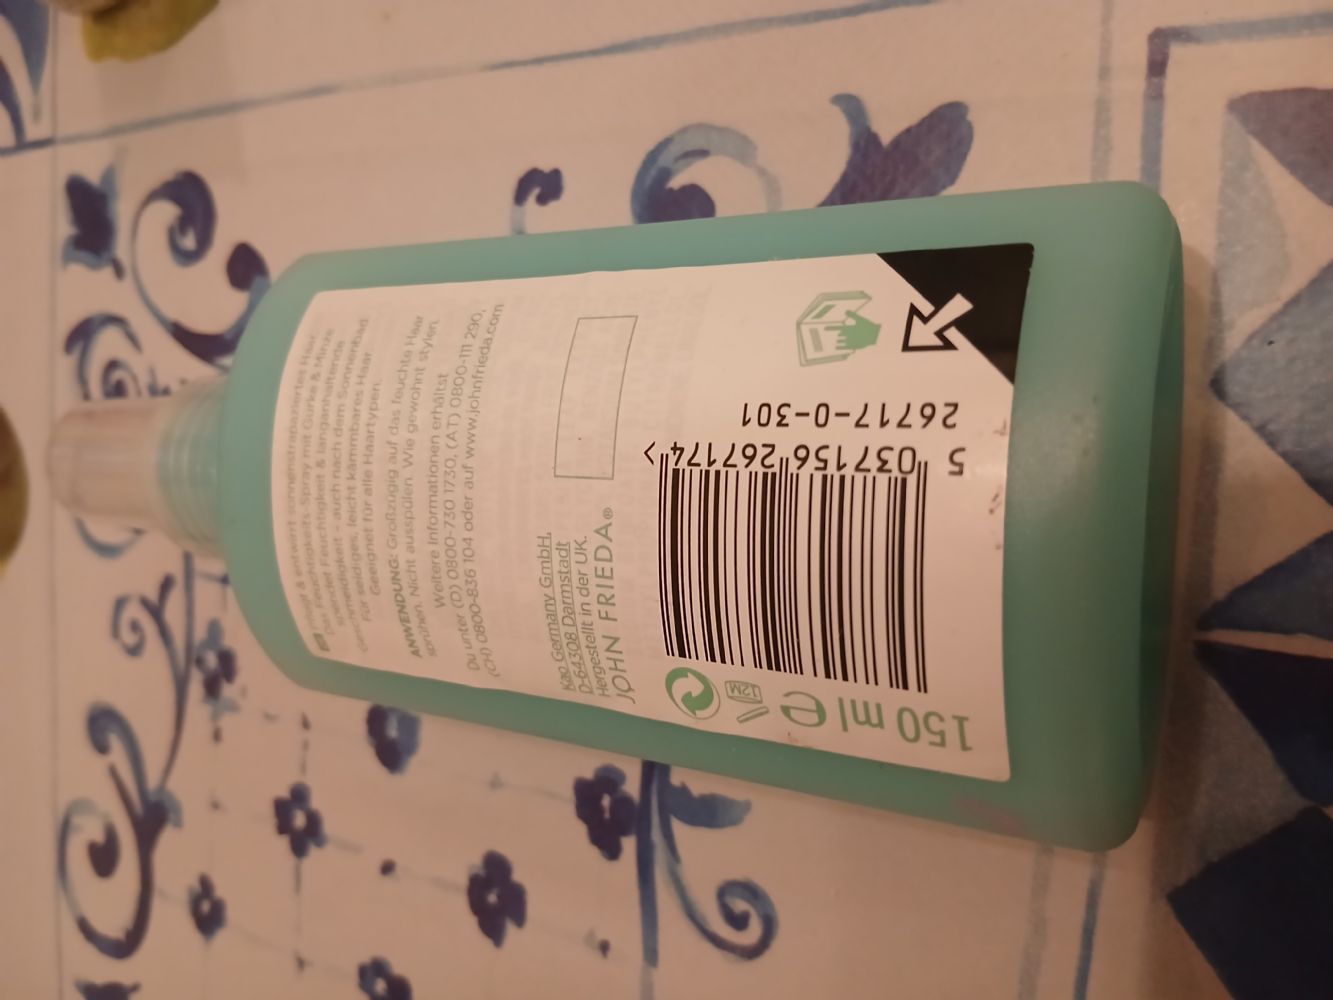 pflegt & entwirrt sonnenstrapaziertes Haar
Das Feuchtigkeits-Spray mit Gurke & Minze
spendet Feuchtigkeit & langanhaltende
Geschmeidigkeit - auch nach dem Sonnenbad.
Für seidiges, leicht kämmbares Haar.
Geeignet für alle Haartypen.
ANWENDUNG: Großzügig auf das feuchte Haar
sprühen. Nicht ausspülen. Wie gewohnt stylen.
Weitere Informationen erhältst
Du unter (D) 0800-730 1730, (AT) 0800-111 290,
(CH) 0800-836 104 oder auf www.johnfrieda.com
Kao Germany GmbH,
D-64308 Darmstadt
Hergestellt in der UK.
JOHN FRIEDA®
26717-0-301
5 037156 267174 >
12M
150 ml e